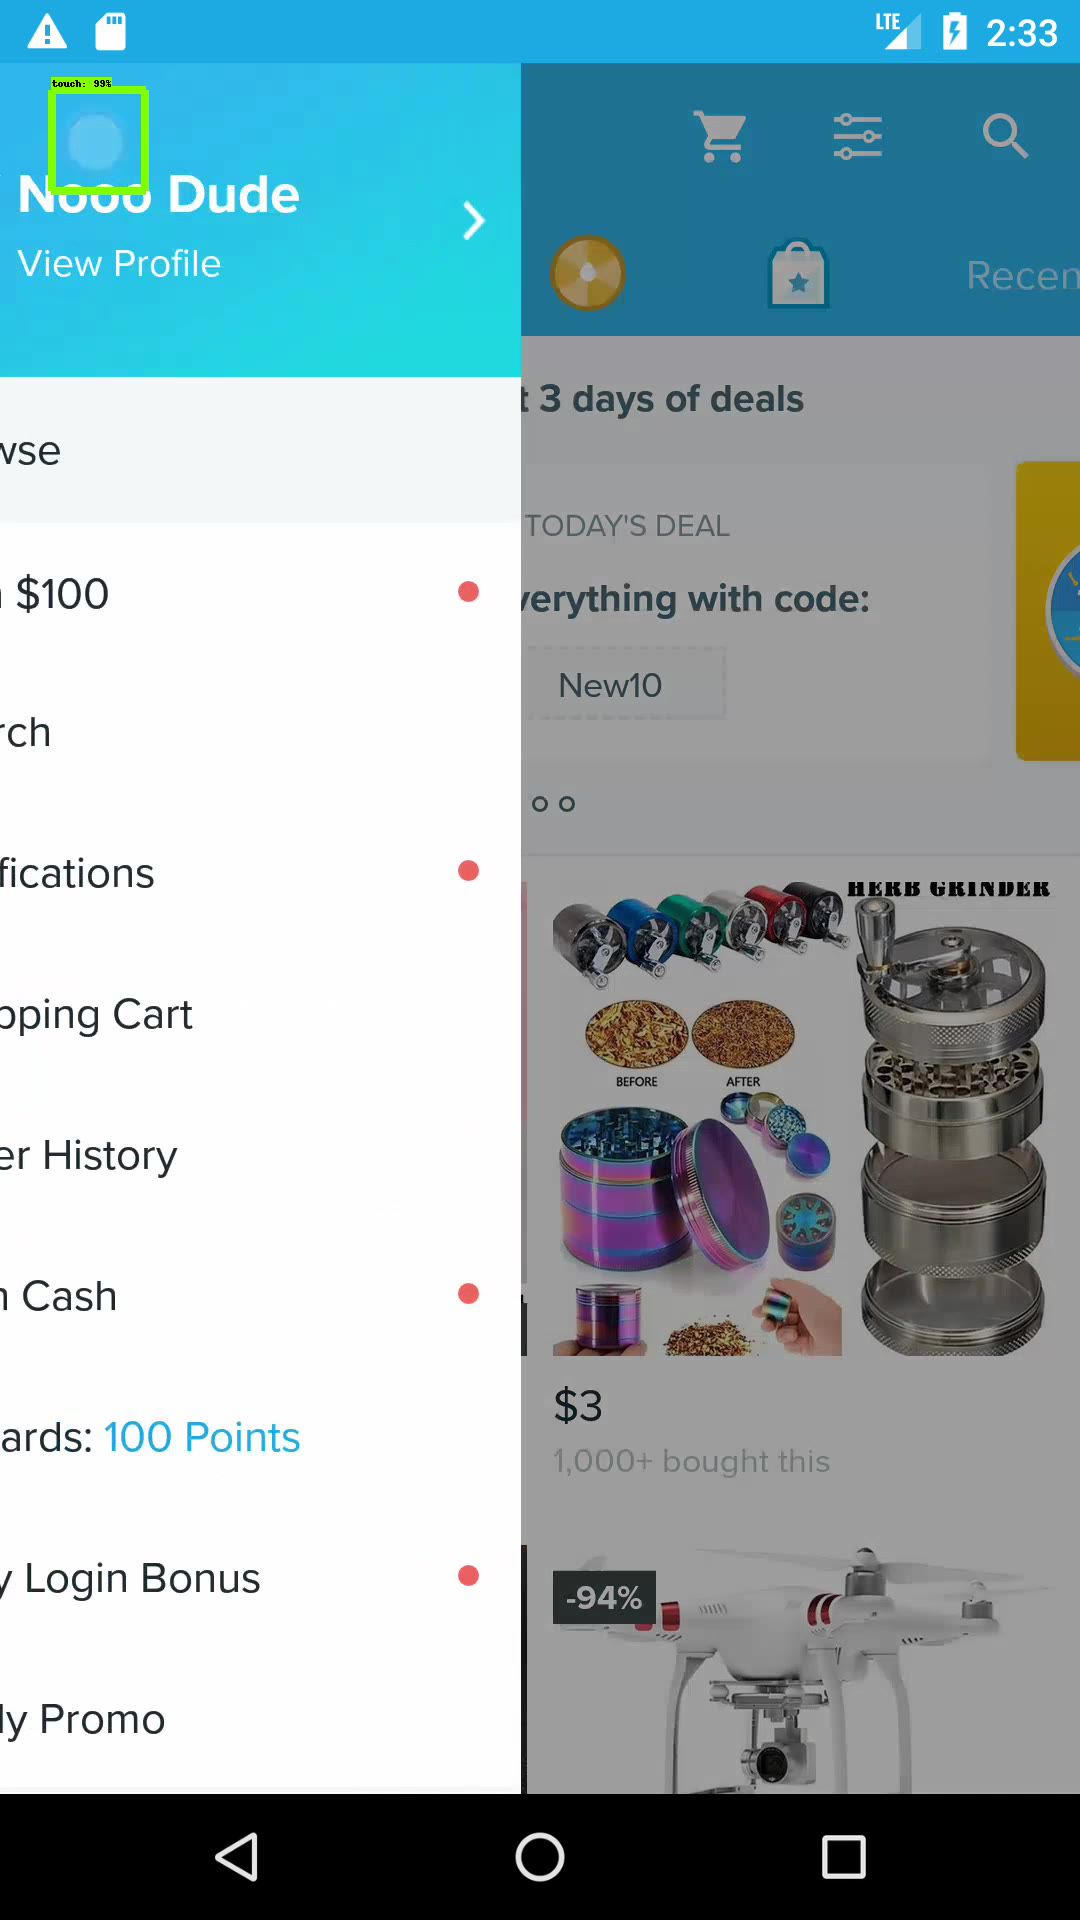 LTE
2:33
touch: 99%
Nooo Dude
View Profile
Recen
wse
t 3 days of deals
TODAY'S DEAL
$100
verything with code:
New10
rch
fications
HERB GRINDER
pping Cart
BEFORE
AFTER
er History
n Cash
$3
ards: 100 Points
1,000+ bought this
y Login Bonus
-94%
ly Promo